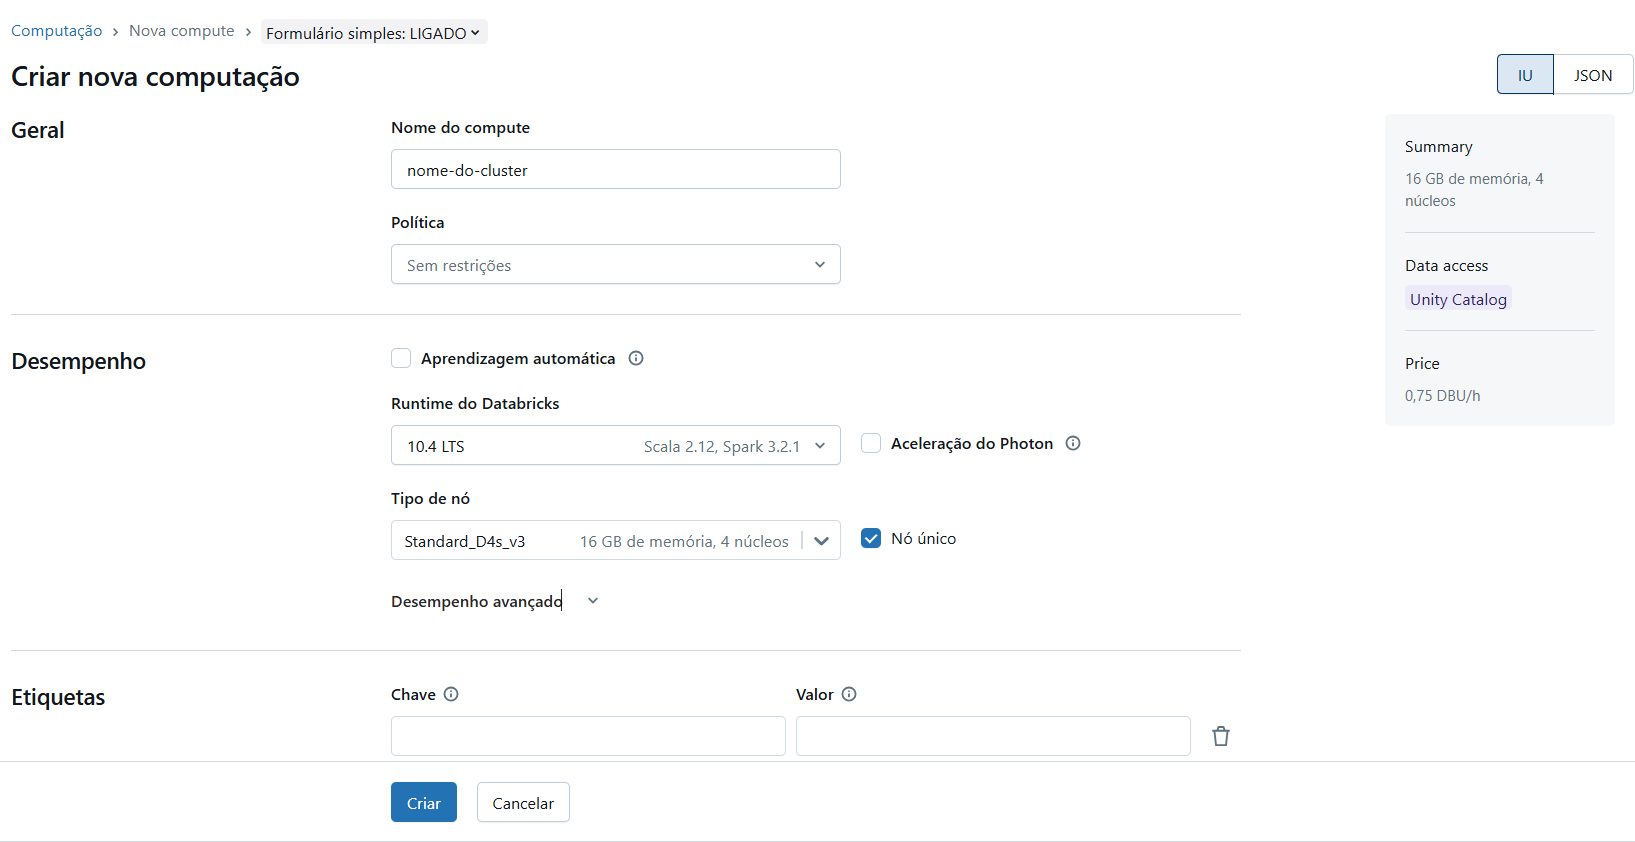 Computação › Nova compute › Formulário simples: LIGADO
Criar nova computação
IU JSON
Geral
Nome do compute
nome-do-cluster
Política
Sem restrições
Summary
16 GB de memória, 4
núcleos
Data access
Unity Catalog
Price
0,75 DBU/h
Desempenho
Aprendizagem automática
Runtime do Databricks
10.4 LTS Scala 2.12, Spark 3.2.1
Aceleração do Photon
Tipo de nó
Standard_D4s_v3 16 GB de memória, 4 núcleos
Nó único
Desempenho avançado
Etiquetas
Chave Valor
Criar Cancelar